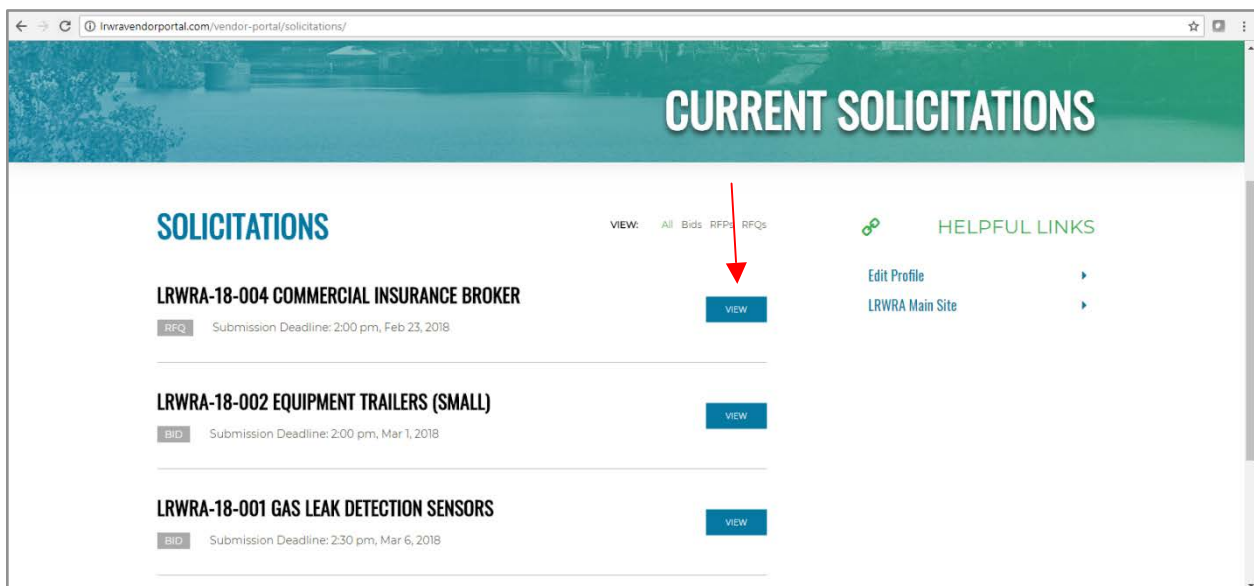 lrwravendorportal.com/vendor-portal/solicitations/
CURRENT SOLICITATIONS
SOLICITATIONS
VIEW: All Bids RFPs RFQs
LRWRA-18-004 COMMERCIAL INSURANCE BROKER
VIEW
RFQ Submission Deadline: 2:00 pm, Feb 23, 2018
LRWRA-18-002 EQUIPMENT TRAILERS (SMALL)
VIEW
BID Submission Deadline: 2:00 pm, Mar 1, 2018
LRWRA-18-001 GAS LEAK DETECTION SENSORS
VIEW
BID Submission Deadline: 2:30 pm, Mar 6, 2018
HELPFUL LINKS
Edit Profile
LRWRA Main Site